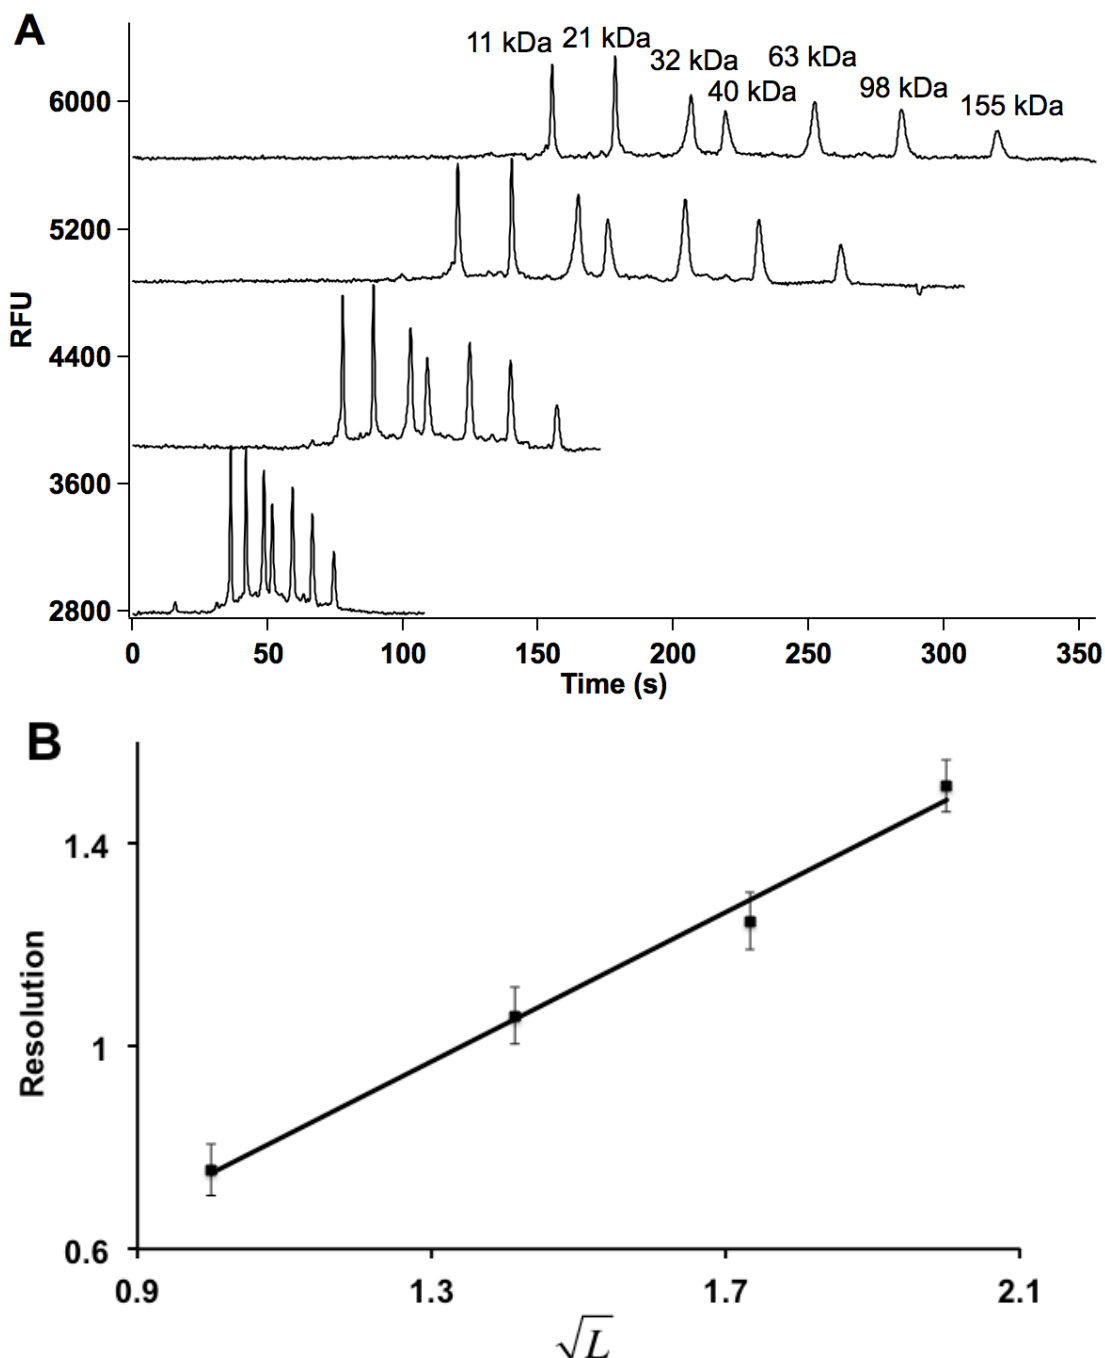 A
11 kDa 21 kDa 32 kDa 40 kDa 63 kDa 98 kDa 155 kDa
6000
5200
4400
3600
2800
RFU
0 50 100 150 200 250 300 350
Time (s)
B
1.4
1
0.6
Resolution
0.9 1.3 1.7 2.1
√L